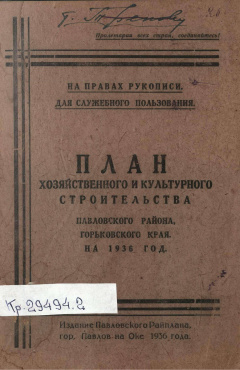 Пролетарии всех стран, соединяйтесь!
НА ПРАВАХ РУКОПИСИ.
ДЛЯ СЛУЖЕБНОГО ПОЛЬЗОВАНИЯ.
ПЛАН
ХОЗЯЙСТВЕННОГО И КУЛЬТУРНОГО
СТРОИТЕЛЬСТВА
ПАВЛОВСКОГО РАЙОНА,
ГОРЬКОВСКОГО КРАЯ.
НА 1936 ГОД.
Кр-29494.2
Издание Павловского Райплана,
гор. Павлов-на Оке 1936 года.